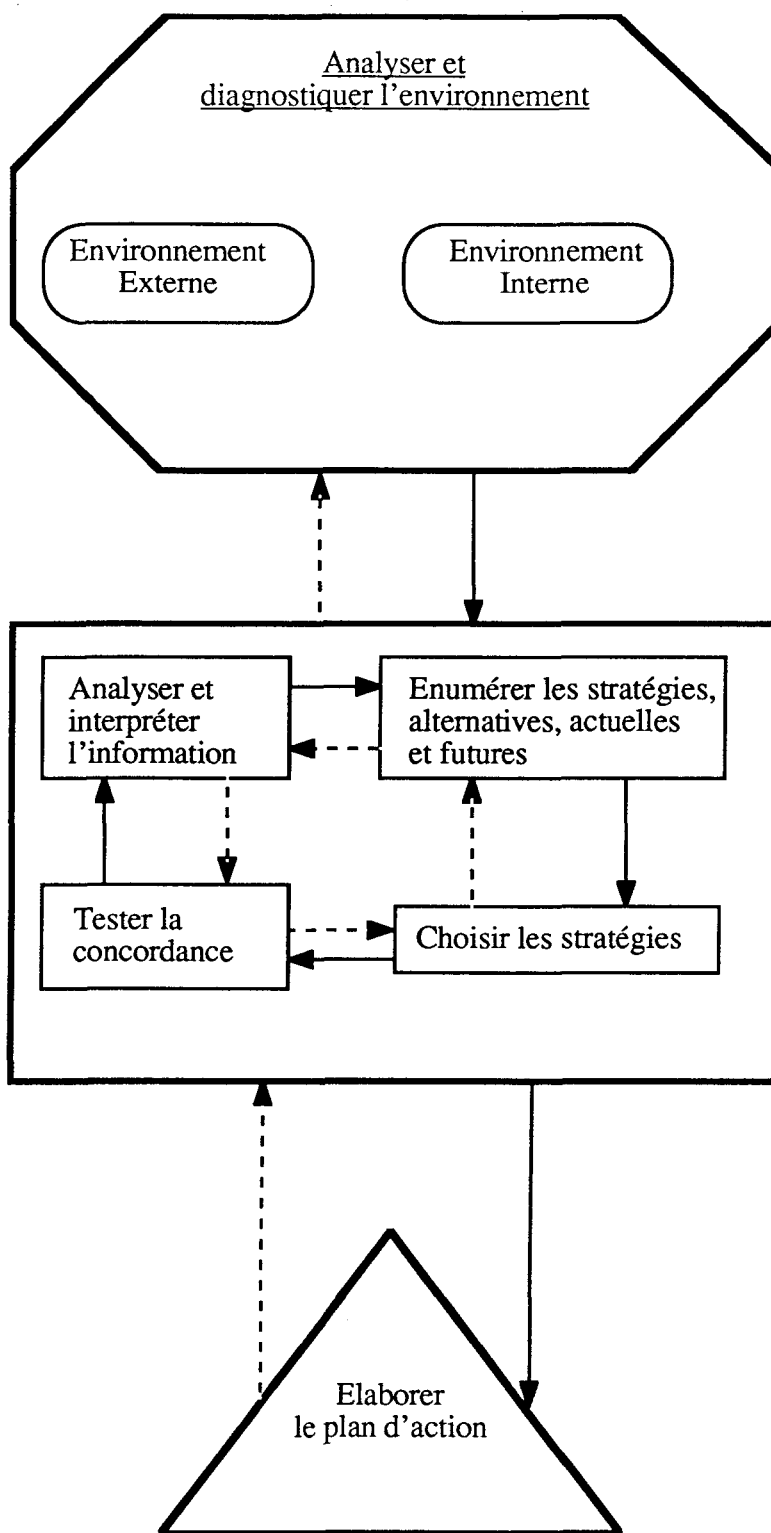 Analyser et
diagnostiquer l'environnement
Environnement
Externe
Environnement
Interne
Analyser et
interpréter
l'information
Enumérer les stratégies,
alternatives, actuelles
et futures
Tester la
concordance
Choisir les stratégies
Elaborer
le plan d'action